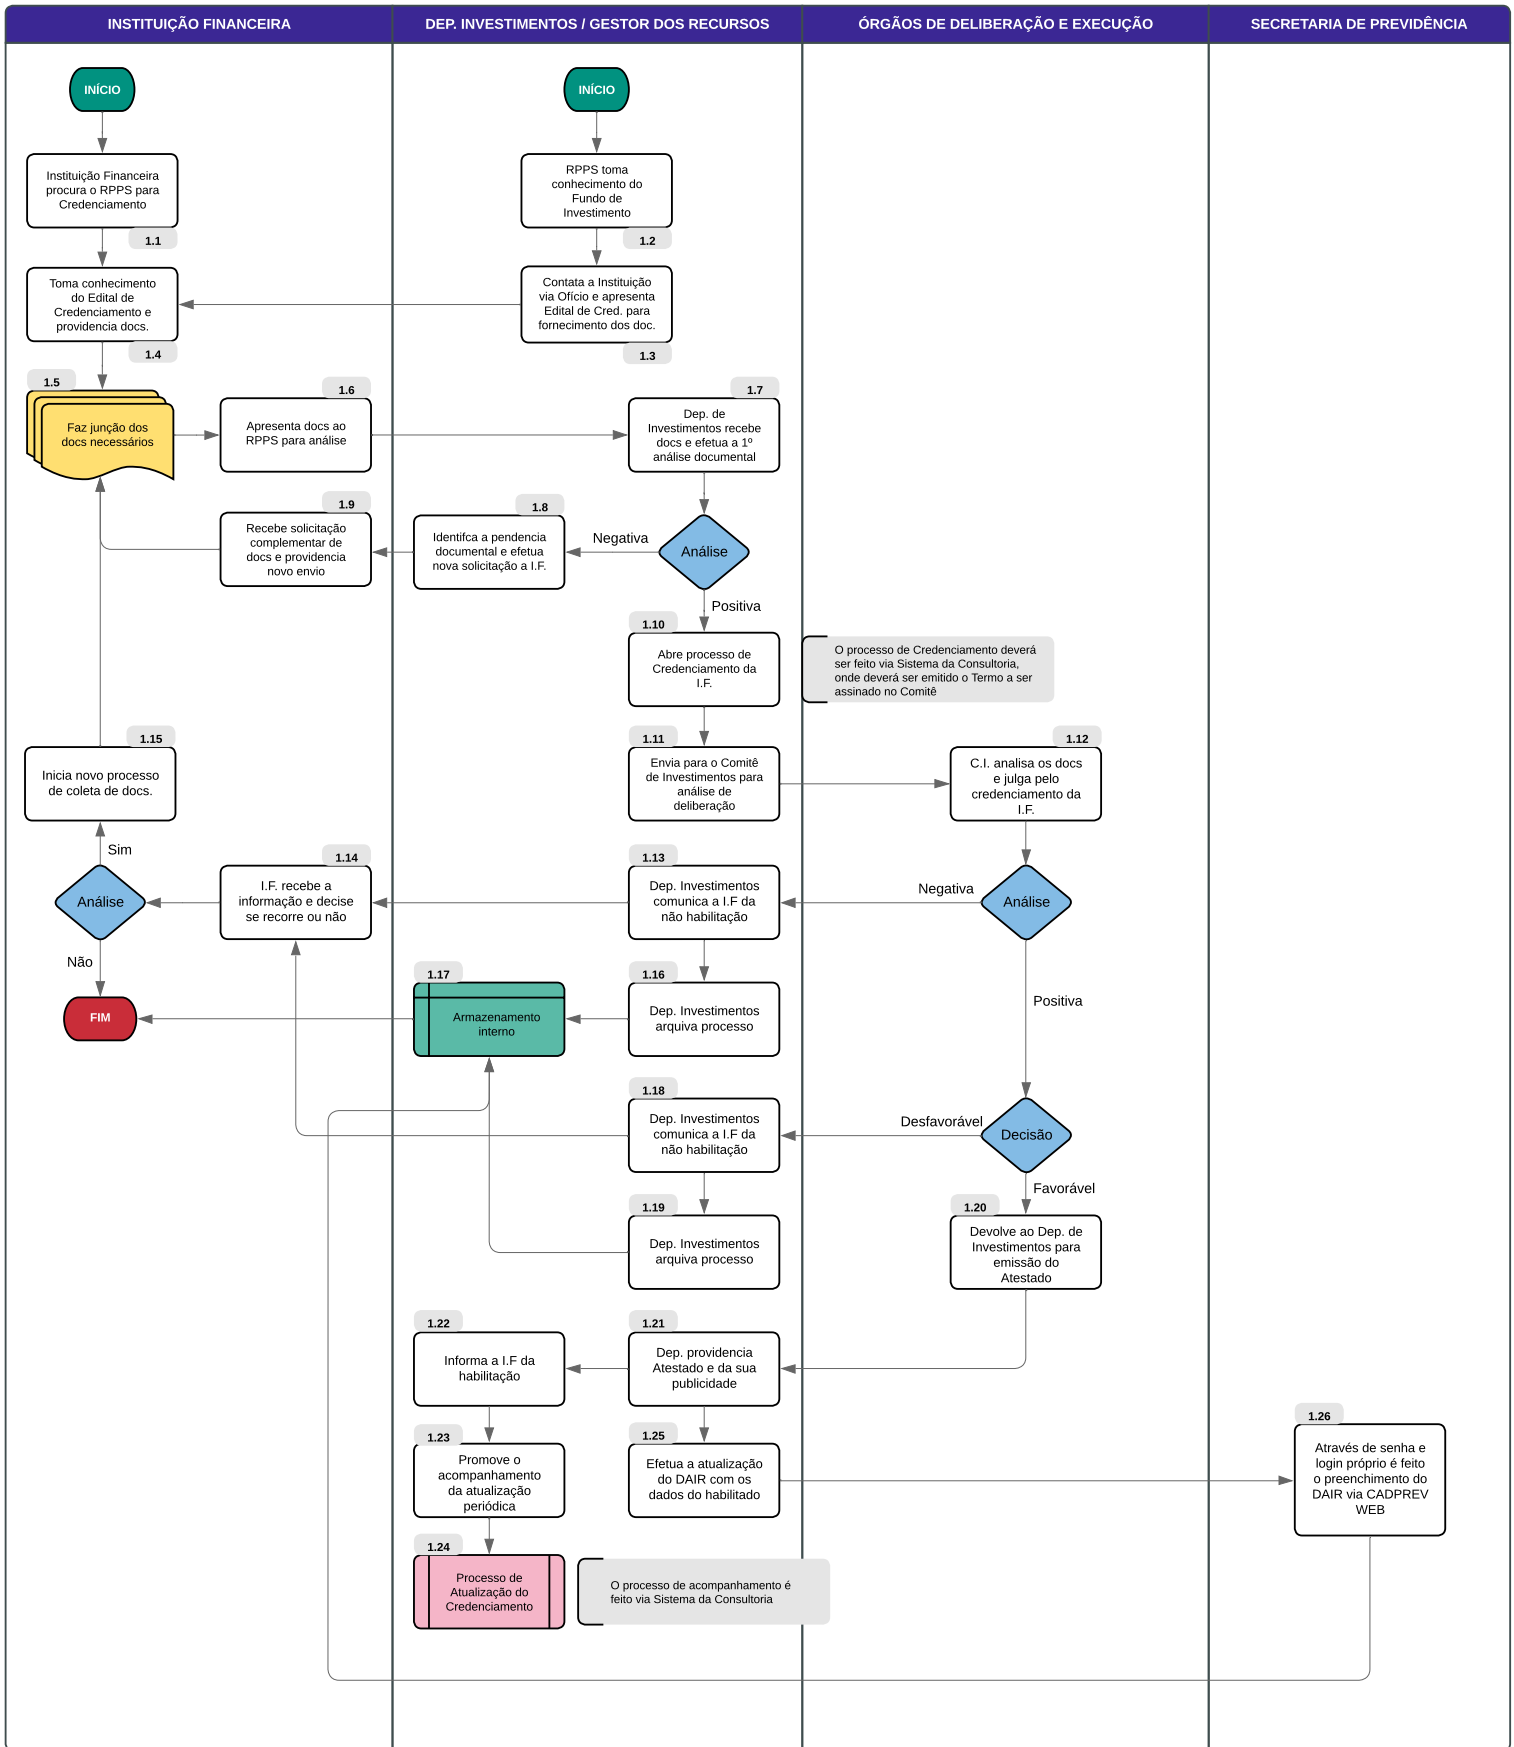 INSTITUIÇÃO FINANCEIRA
DEP. INVESTIMENTOS / GESTOR DOS RECURSOS
ÓRGÃOS DE DELIBERAÇÃO E EXECUÇÃO
SECRETARIA DE PREVIDÊNCIA
INÍCIO
INÍCIO
Instituição Financeira
procura o RPPS para
Credenciamento
1.1
RPPS toma
conhecimento do
Fundo de
Investimento
1.2
Toma conhecimento
do Edital de
Credenciamento e
providencia docs.
1.4
Contata a Instituição
via Ofício e apresenta
Edital de Cred. para
fornecimento dos doc.
1.3
1.5
Faz junção dos
docs necessários
1.6
Apresenta docs ao
RPPS para análise
1.7
Dep. de
Investimentos recebe
docs e efetua a 1º
análise documental
1.9
Recebe solicitação
complementar de
docs e providencia
novo envio
1.8
Identifca a pendencia
documental e efetua
nova solicitação a I.F.
Negativa
Análise
Positiva
1.10
Abre processo de
Credenciamento da
I.F.
O processo de Credenciamento deverá
ser feito via Sistema da Consultoria,
onde deverá ser emitido o Termo a ser
assinado no Comitê
1.15
Inicia novo processo
de coleta de docs.
1.11
Envia para o Comitê
de Investimentos para
análise de
deliberação
1.12
C.I. analisa os docs
e julga pelo
credenciamento da
I.F.
Sim
Análise
Não
1.14
I.F. recebe a
informação e decise
se recorre ou não
1.13
Dep. Investimentos
comunica a I.F da
não habilitação
Negativa
Análise
Positiva
FIM
1.17
Armazenamento
interno
1.16
Dep. Investimentos
arquiva processo
1.18
Dep. Investimentos
comunica a I.F da
não habilitação
Desfavorável
Decisão
Favorável
1.19
Dep. Investimentos
arquiva processo
1.20
Devolve ao Dep. de
Investimentos para
emissão do
Atestado
1.22
Informa a I.F da
habilitação
1.21
Dep. providencia
Atestado e da sua
publicidade
1.23
Promove o
acompanhamento
da atualização
periódica
1.25
Efetua a atualização
do DAIR com os
dados do habilitado
1.26
Através de senha e
login próprio é feito
o preenchimento do
DAIR via CADPREV
WEB
1.24
Processo de
Atualização do
Credenciamento
O processo de acompanhamento é
feito via Sistema da Consultoria